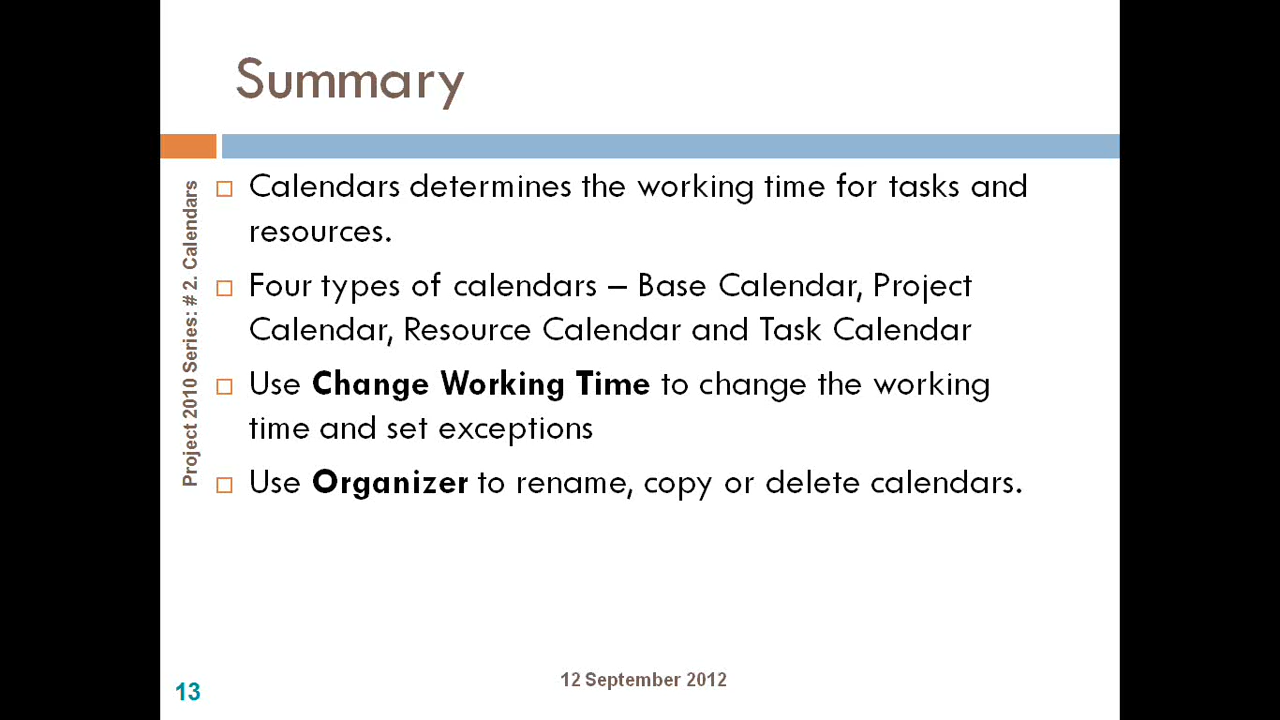 Summary
Project 2010 Series: # 2. Calendars
Calendars determines the working time for tasks and
resources.
Four types of calendars – Base Calendar, Project
Calendar, Resource Calendar and Task Calendar
Use Change Working Time to change the working
time and set exceptions
Use Organizer to rename, copy or delete calendars.
13
12 September 2012